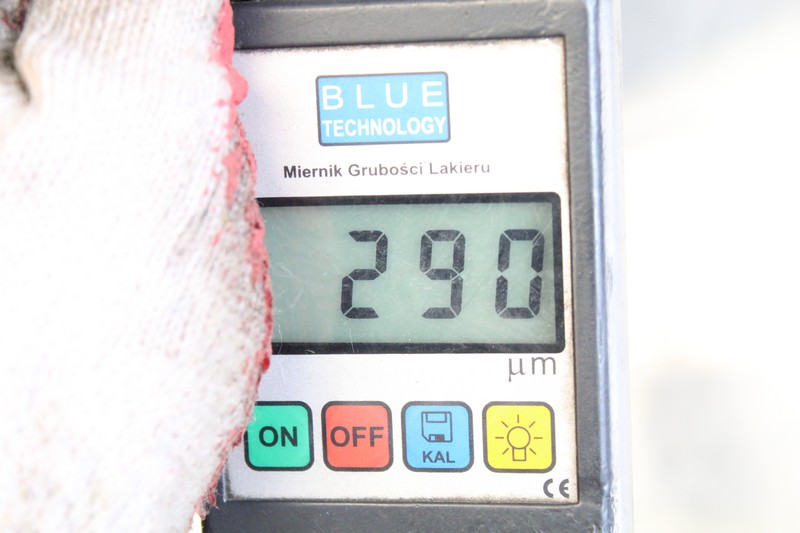 BLUE
TECHNOLOGY
Miernik Grubości Lakieru
290
µm
ON
OFF
KAL
CE